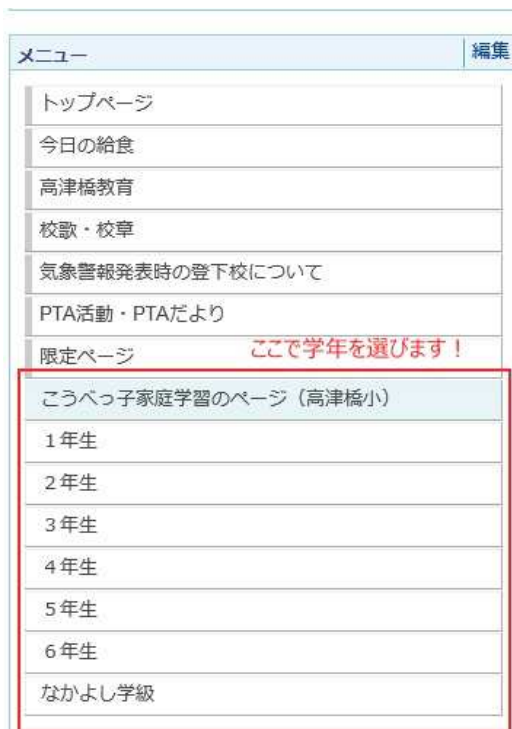 メニュー 編集
トップページ
今日の給食
高津橋教育
校歌・校章
気象警報発表時の登下校について
PTA活動・PTAだより
限定ページ ここで学年を選びます！
こうべっ子家庭学習のページ（高津橋小）
１年生
２年生
３年生
４年生
５年生
６年生
なかよし学級